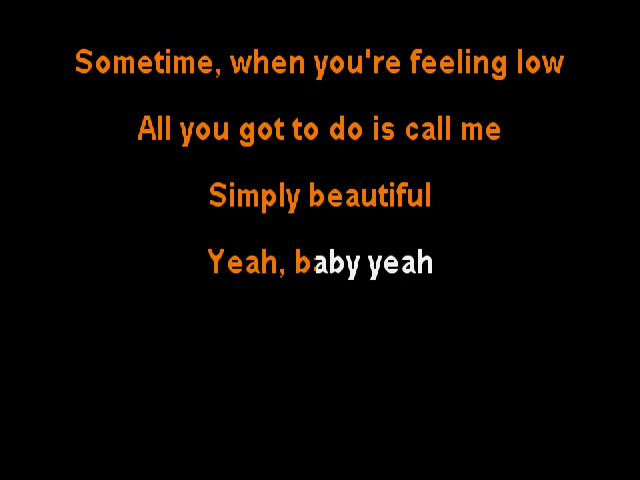 Sometime, when you're feeling low
All you got to do is call me
Simply beautiful
Yeah, baby yeah